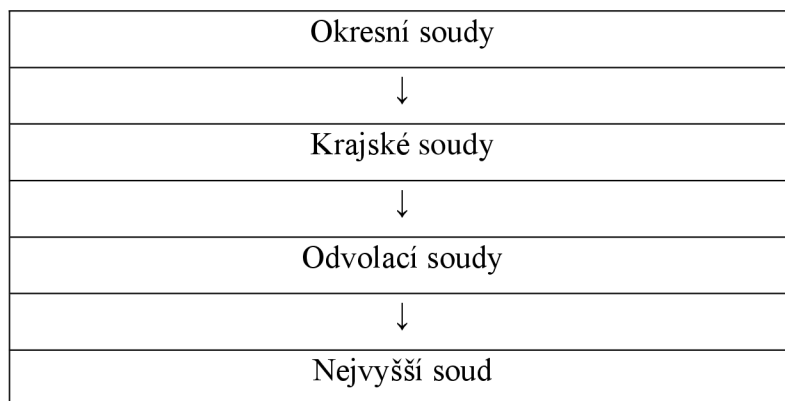 Okresní soudy
↓
Krajské soudy
↓
Odvolací soudy
↓
Nejvyšší soud